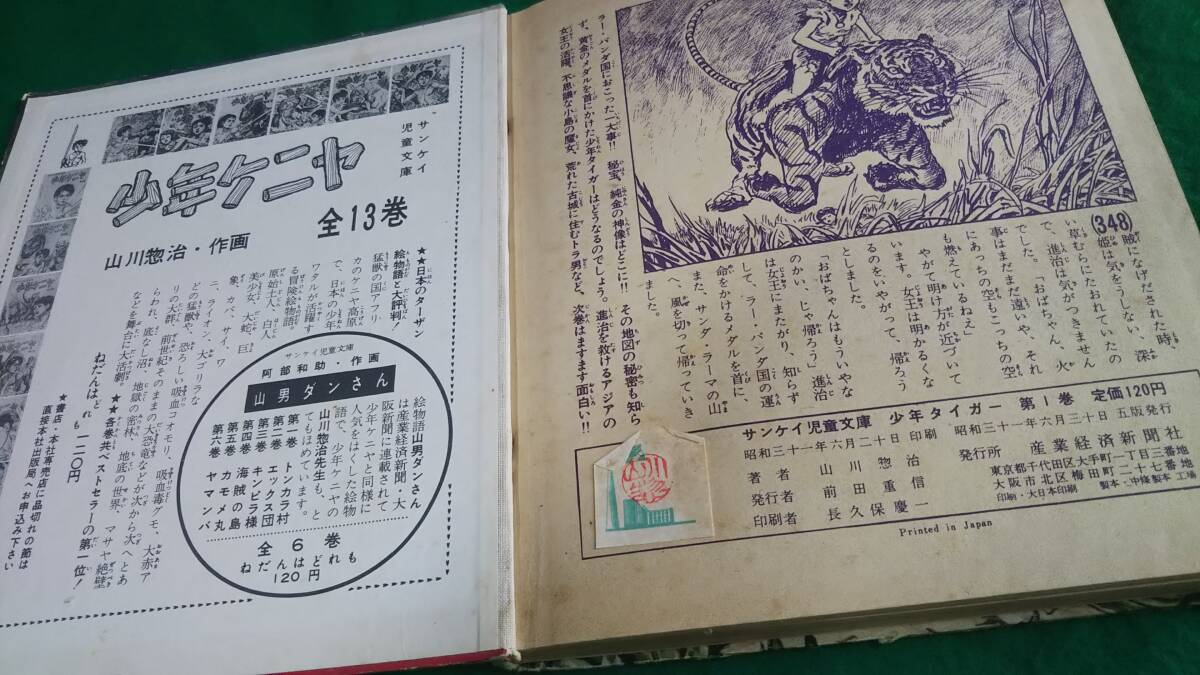 ラー・パンダ国におこった一大事!! 秘宝、純金の神像はどこに!! その地図の秘密も知ら
ず、黄金のメダルを首にかけた少年タイガーはどうなるのでしょう。進治を救けるアジアの
女王の活躍、不思議な小島の魔女、荒れた古城に住むトラ男など、次巻はますます面白い!!
(348)
賊になげだされた時、
姫は気をうしない、深
い草むらにたおれていたの
で、進治は気がつきません
でした。「おばちゃん、火
事はまだまだ遠いや、それ
にあっちの空もこっちの空
も燃えているねえ」
やがて明け方が近づいて
います。女王は明かるくな
るのをいやがって、帰ろう
としました。
「おばちゃんはもういやな
のかい、じゃ帰ろう」進治
は女王にまたがり、知らず
して、ラー・パンダ国の運
命をかけるメダルを首に、
また、サンダ・ラーマの山
へ、風を切って帰っていき
ました。
サンケイ児童文庫 少年タイガー 第1巻 定価120円
昭和三十一年六月二十日 印刷 昭和三十一年六月三十日 五版発行
著者 山川惣治
発行者 前田重信
印刷者 長久保慶一
発行所 産業経済新聞社
東京都千代田区大手町一丁目三番地
大阪市北区梅田町二十七番地
印刷・大日本印刷 製本・中條製本工場
Printed in Japan
サンケイ
児童文庫
少年ケニヤ
全13巻
山川惣治・作画
★★日本のターザン
絵物語と大評判!
猛獣の国アフリ
カのケニヤ高原
で、日本の少年
ワタルが活躍す
る冒険絵物語。
原始土人、白人
美少女、大蛇、巨
象、カバ、サイ、ワ
ニ、ライオン、大ゴリラな
どの猛獣や、恐ろしい吸血コオモリ、吸血毒グモ、大赤ア
リの大群、前世紀そのままの大恐竜などが次から次へとあ
らわれ、底なし沼、地獄の密林、地底の世界、マサヤ絶壁
などを舞台に大活劇。★★各巻共ベストセラーの第一位!
ねだんはどれも一二〇円
★書店・本社専売店に品切れの節は
直接本社出版局へお申込み下さい
サンケイ児童文庫
阿部和助・作画
山男ダンさん
絵物語山男ダンさん
は産業経済新聞・大
阪新聞に連載されて
少年ケニヤと同様に
人気をはくした絵物
語で、少年ケニヤの
山川惣治先生も、と
てもほめています。
第一巻 トンカラ村
第二巻 エックス団
第三巻 キンピラ様
第四巻 海賊の島
第五巻 カモメ丸
第六巻 ヤマンバ
全6巻
ねだんはどれも
120円